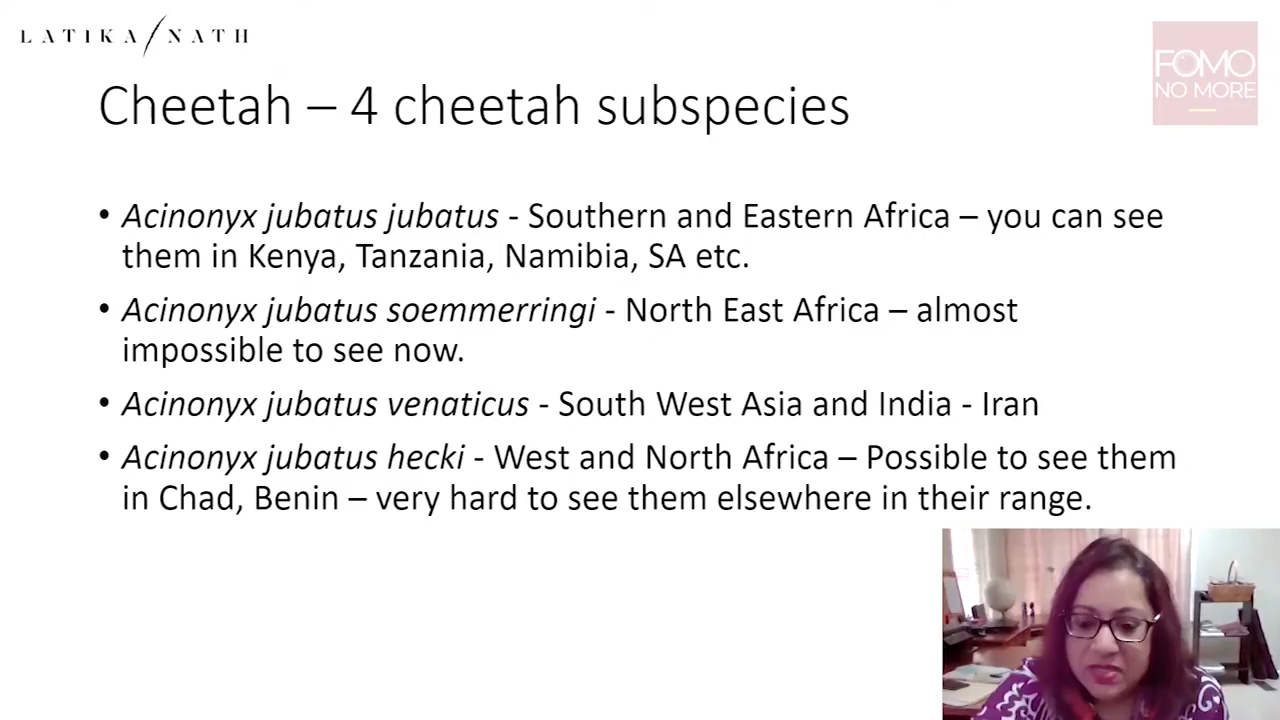 LATIKA/NATH
FOMO
NO MORE
Cheetah – 4 cheetah subspecies
• Acinonyx jubatus jubatus - Southern and Eastern Africa – you can see
them in Kenya, Tanzania, Namibia, SA etc.
• Acinonyx jubatus soemmerringi - North East Africa – almost
impossible to see now.
• Acinonyx jubatus venaticus - South West Asia and India - Iran
• Acinonyx jubatus hecki - West and North Africa – Possible to see them
in Chad, Benin – very hard to see them elsewhere in their range.